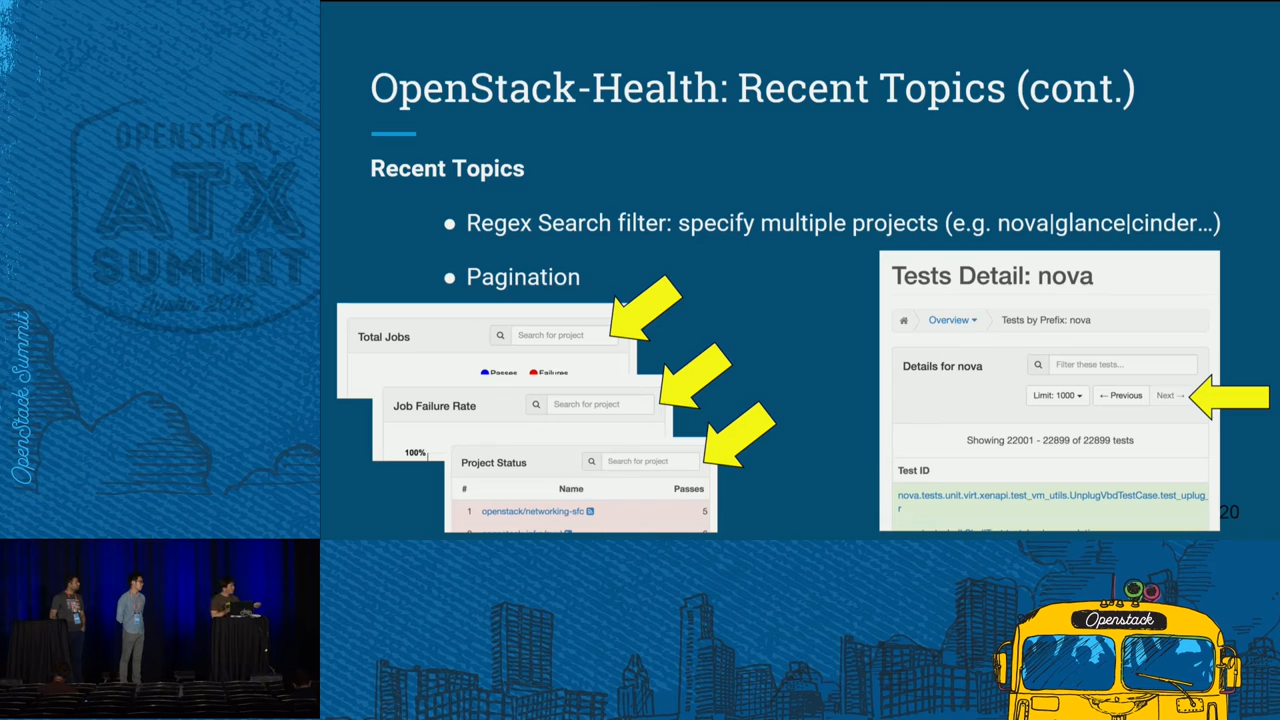 OPENSTACK
ATX
SUMMIT
Austin 2016
OpenStack Summit
OpenStack-Health: Recent Topics (cont.)
Recent Topics
● Regex Search filter: specify multiple projects (e.g. nova|glance|cinder...)
● Pagination
Total Jobs
Search for project
Passes Failures
Job Failure Rate
Search for project
100%
Project Status
Search for project
# Name Passes
1 openstack/networking-sfc 5
Tests Detail: nova
Overview
Tests by Prefix: nova
Details for nova
Filter these tests...
Limit: 1000
← Previous
Next →
Showing 22001 - 22899 of 22899 tests
Test ID
nova.tests.unit.virt.xenapi.test_vm_utils.UnplugVbdTestCase.test_uplug_
r
20
Openstack